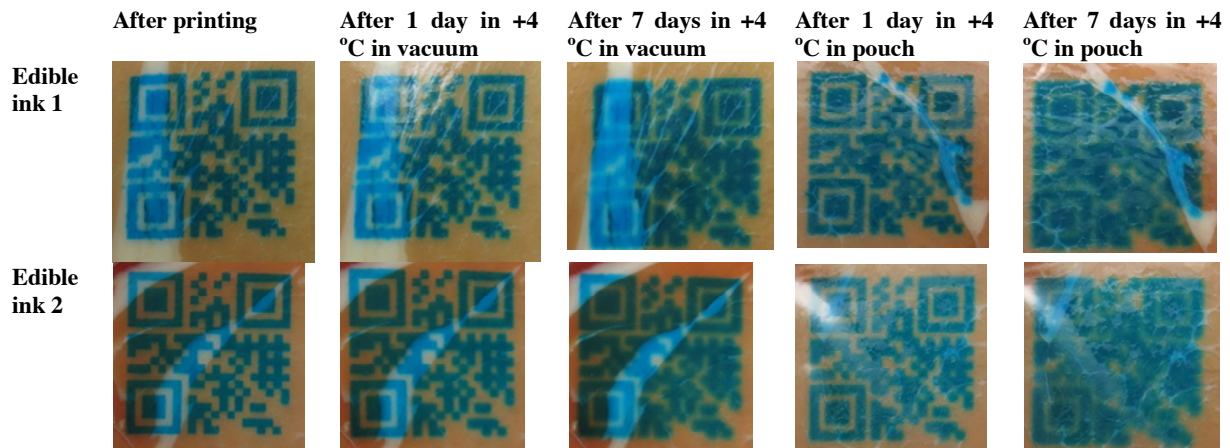 After printing
After 1 day in +4
ºC in vacuum
After 7 days in +4
ºC in vacuum
After 1 day in +4
ºC in pouch
After 7 days in +4
ºC in pouch
Edible
ink 1
Edible
ink 2